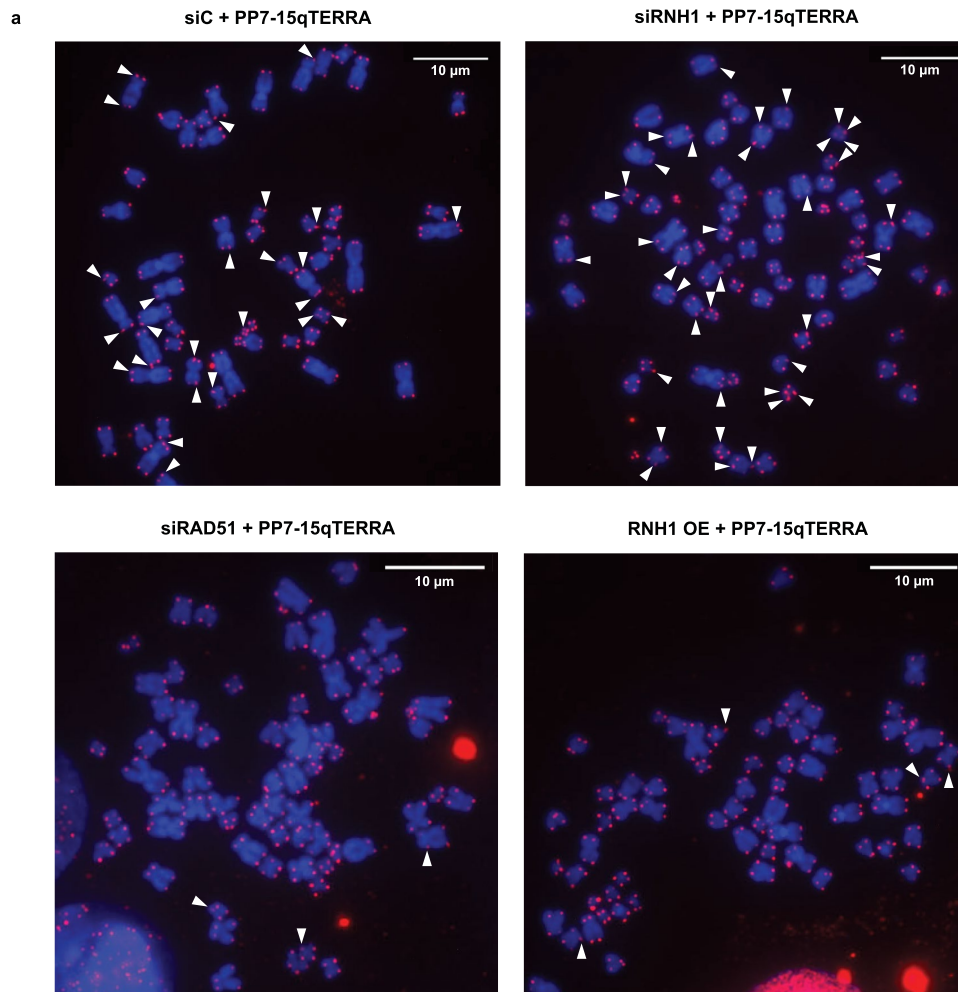 a
siC + PP7-15qTERRA
siRNH1 + PP7-15qTERRA
10 μm
10 μm
siRAD51 + PP7-15qTERRA
RNH1 OE + PP7-15qTERRA
10 μm
10 μm